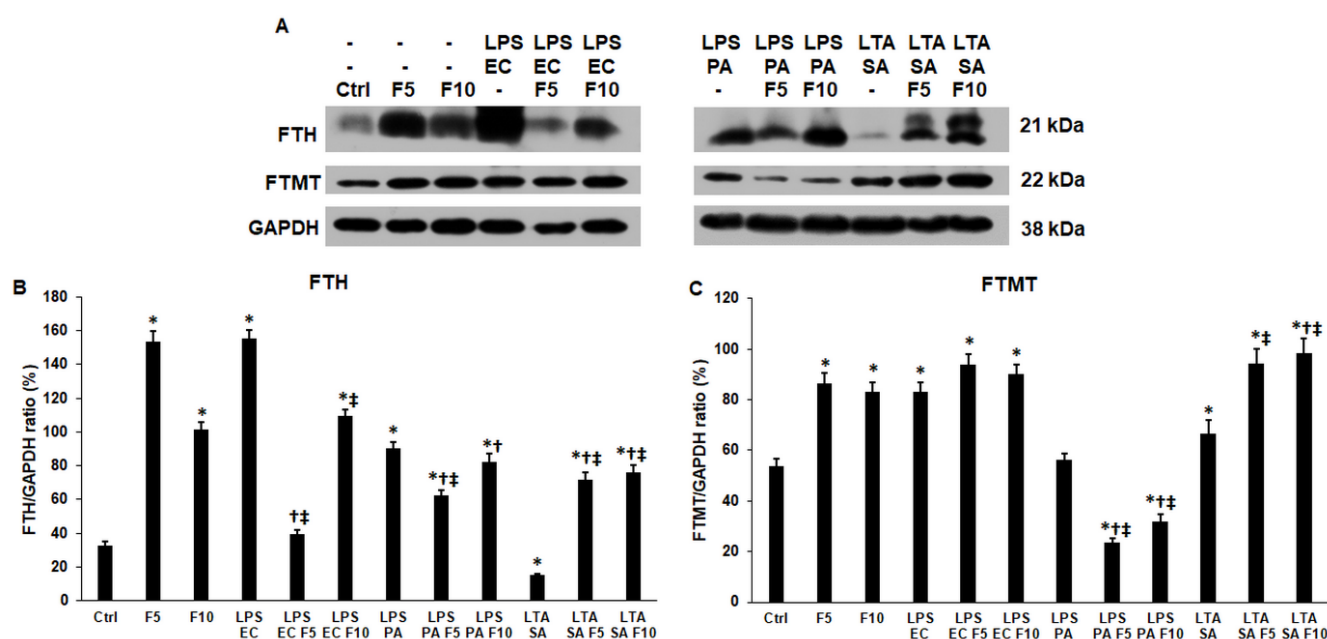 A
- - - LPS LPS LPS LPS LPS LPS LTA LTA LTA
- - - EC EC EC PA PA PA SA SA SA
Ctrl F5 F10 - F5 F10 - F5 F10 - F5 F10
FTH 21 kDa
FTMT 22 kDa
GAPDH 38 kDa
B
FTH
FTH/GAPDH ratio (%)
180
160
140
120
100
80
60
40
20
0
*
*
*
†‡
*‡
*
*†‡
*†
*
*†‡
*†‡
Ctrl F5 F10 LPS LPS LPS LPS LPS LPS LTA LTA LTA
EC EC F5 EC F10 PA PA F5 PA F10 SA SA F5 SA F10
C
FTMT
FTMT/GAPDH ratio (%)
120
100
80
60
40
20
0
*
*
*
*
*
*†‡
*†‡
*
*‡
*†‡
Ctrl F5 F10 LPS LPS LPS LPS LPS LPS LTA LTA LTA
EC EC F5 EC F10 PA PA F5 PA F10 SA SA F5 SA F10